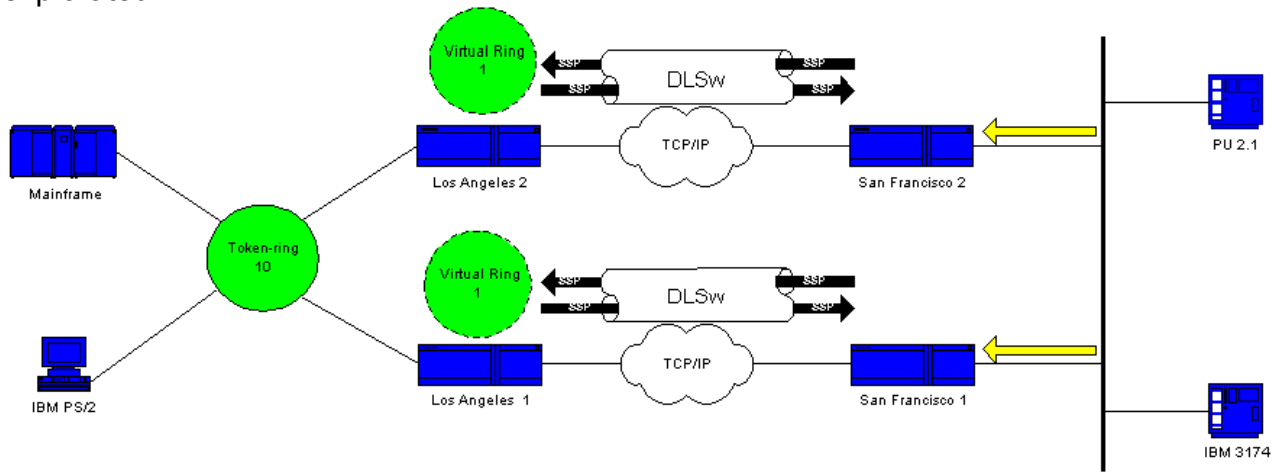 Virtual Ring
1
SSP
SSP
DLSw
SSP
SSP
Mainframe
Los Angeles 2
TCP/IP
San Francisco 2
PU 2.1
Token-ring
10
Virtual Ring
1
SSP
SSP
DLSw
SSP
SSP
IBM PS/2
Los Angeles 1
TCP/IP
San Francisco 1
IBM 3174